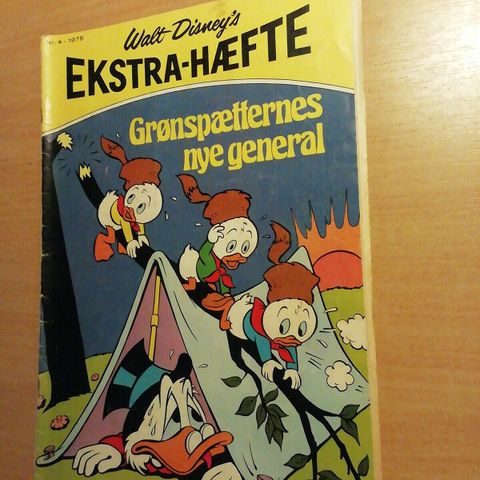 Nr. 4 - 1975
Walt Disney's
EKSTRA-HÆFTE
Grønspætternes
nye general